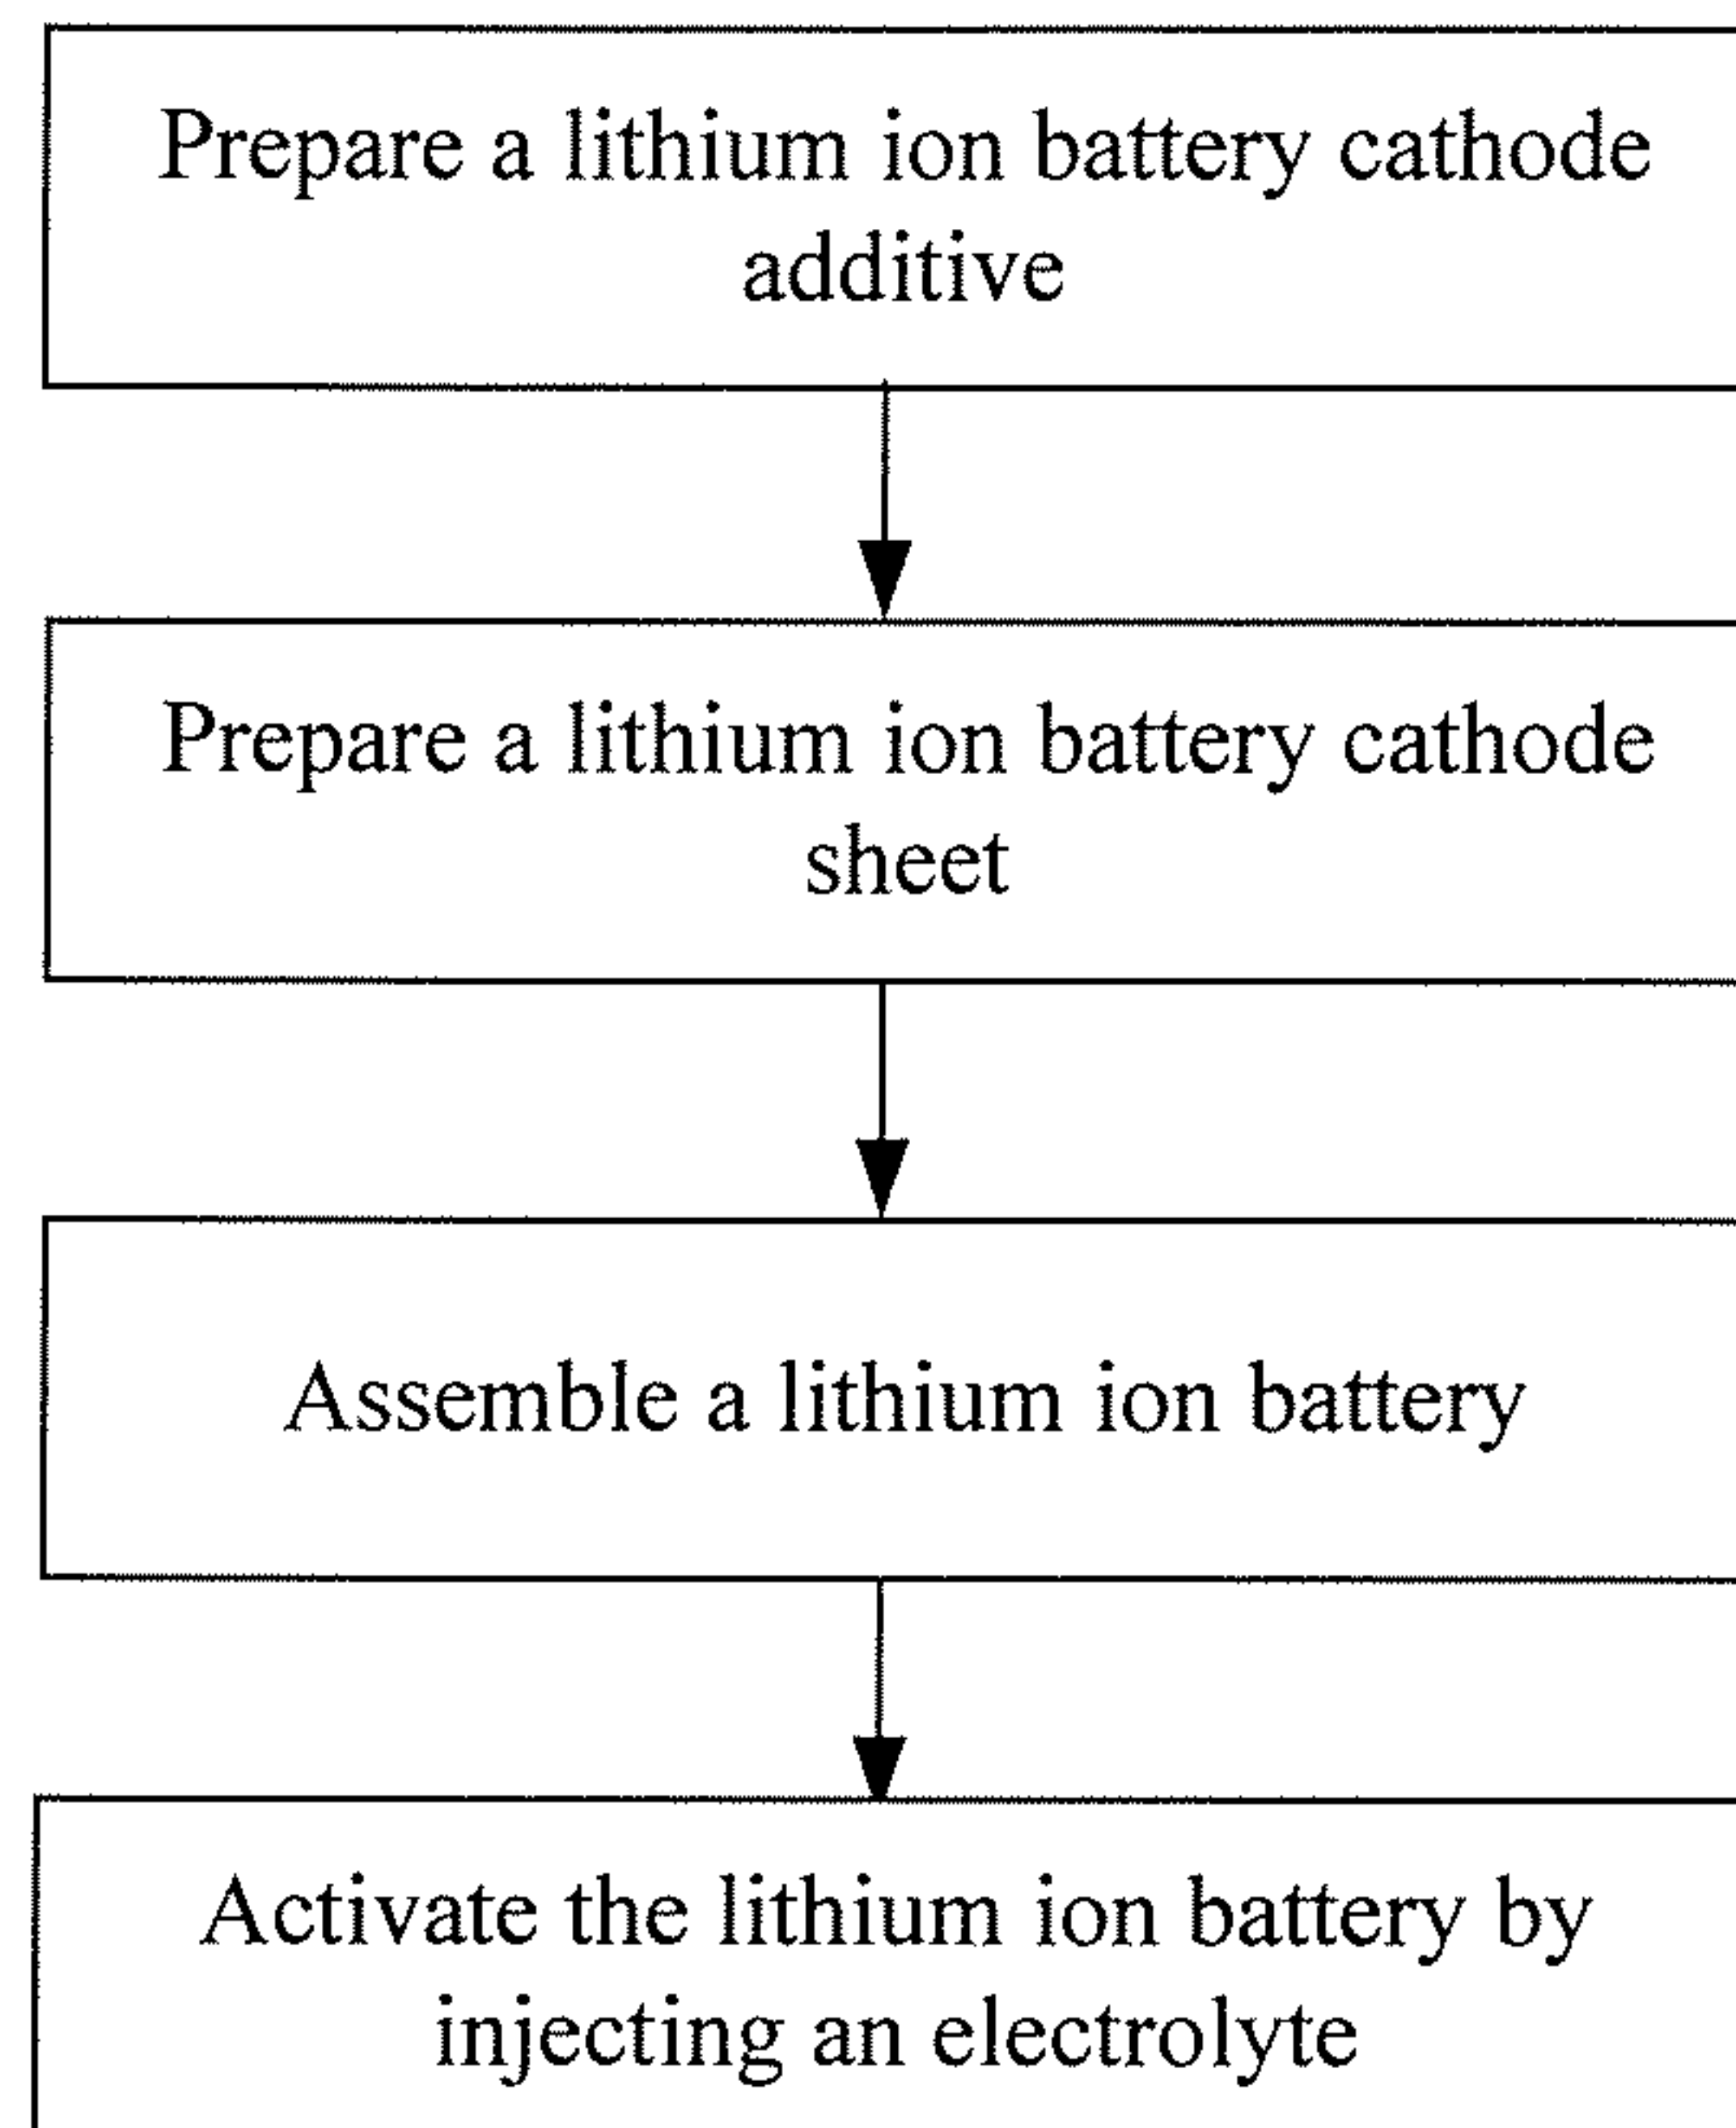 Prepare a lithium ion battery cathode
additive
Prepare a lithium ion battery cathode
sheet
Assemble a lithium ion battery
Activate the lithium ion battery by
injecting an electrolyte